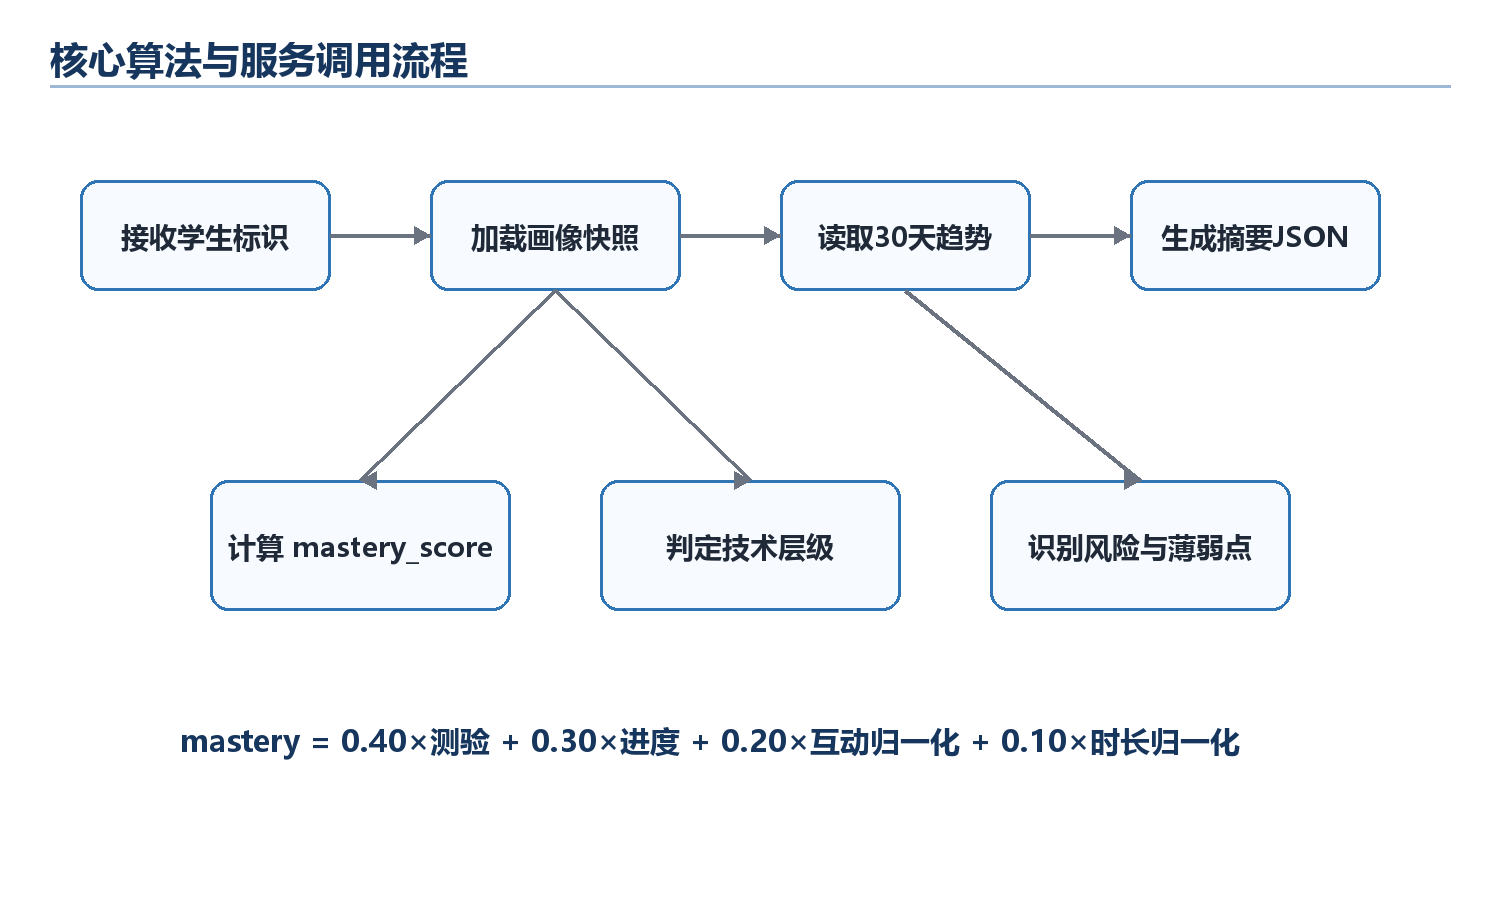 核心算法与服务调用流程
接收学生标识
加载画像快照
读取30天趋势
生成摘要JSON
计算 mastery_score
判定技术层级
识别风险与薄弱点
mastery = 0.40×测验 + 0.30×进度 + 0.20×互动归一化 + 0.10×时长归一化